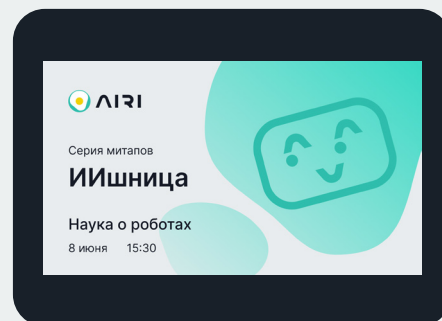 AIRI
Серия митапов
ИИшница
Наука о роботах
8 июня 15:30